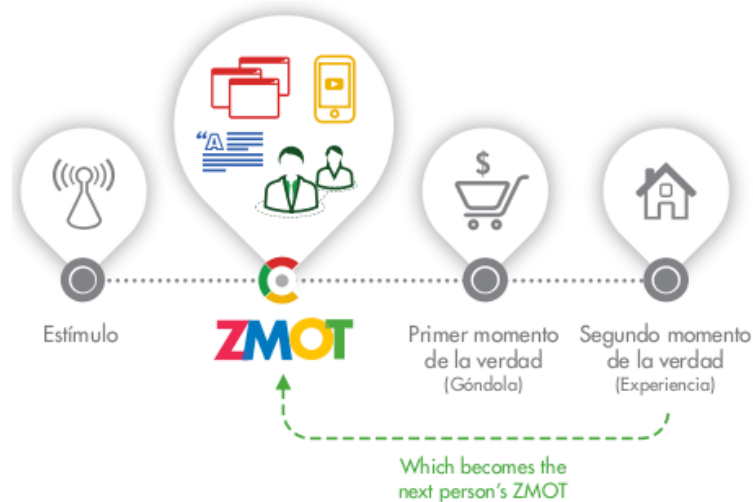 “A
$
Estímulo
ZMOT
Primer momento
de la verdad
(Góndola)
Segundo momento
de la verdad
(Experiencia)
Which becomes the
next person's ZMOT